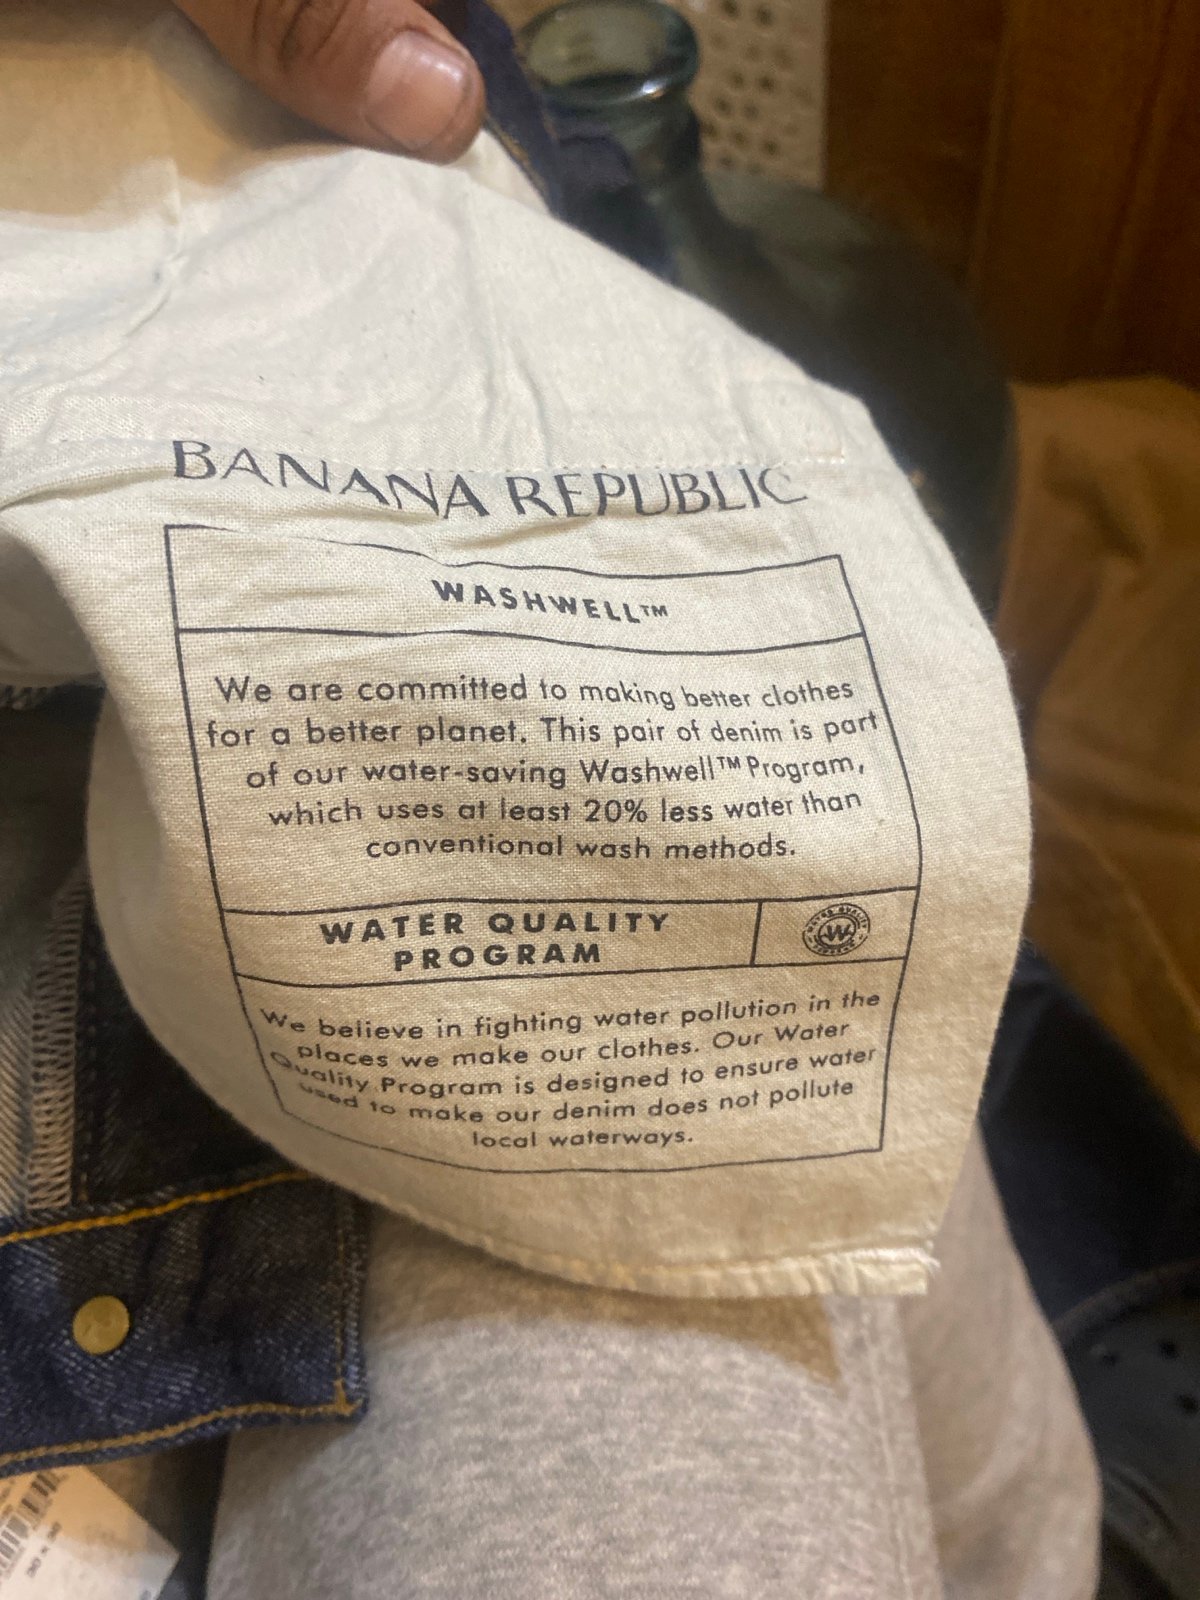 BANANA REPUBLIC
WASHWELL™
We are committed to making better clothes
for a better planet. This pair of denim is part
of our water-saving Washwell™ Program,
which uses at least 20% less water than
conventional wash methods.
WATER QUALITY
PROGRAM
WATER QUALITY
W
PROGRAM
We believe in fighting water pollution in the
places we make our clothes. Our Water
Quality Program is designed to ensure water
used to make our denim does not pollute
local waterways.